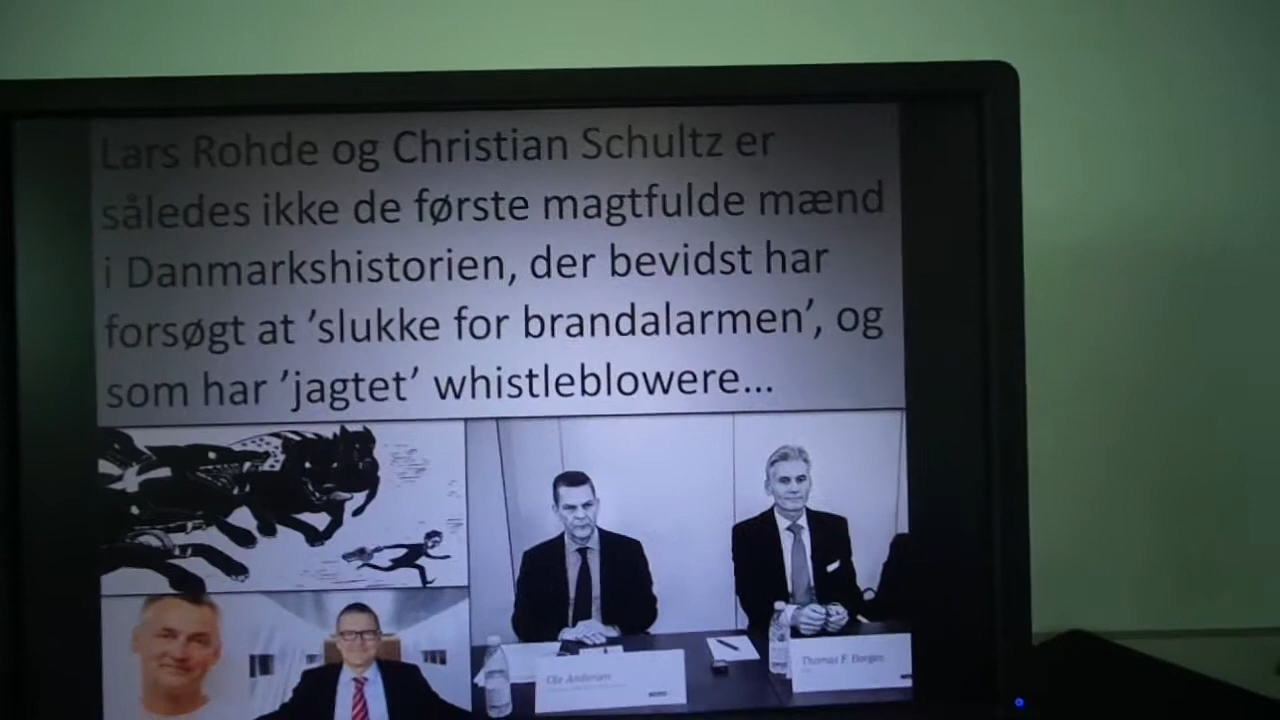 Lars Rohde og Christian Schultz er
således ikke de første magtfulde mænd
i Danmarkshistorien, der bevidst har
forsøgt at ’slukke for brandalarmen’, og
som har ’jagtet’ whistleblowere...
Ole Andersen
Thomas F. Borgen